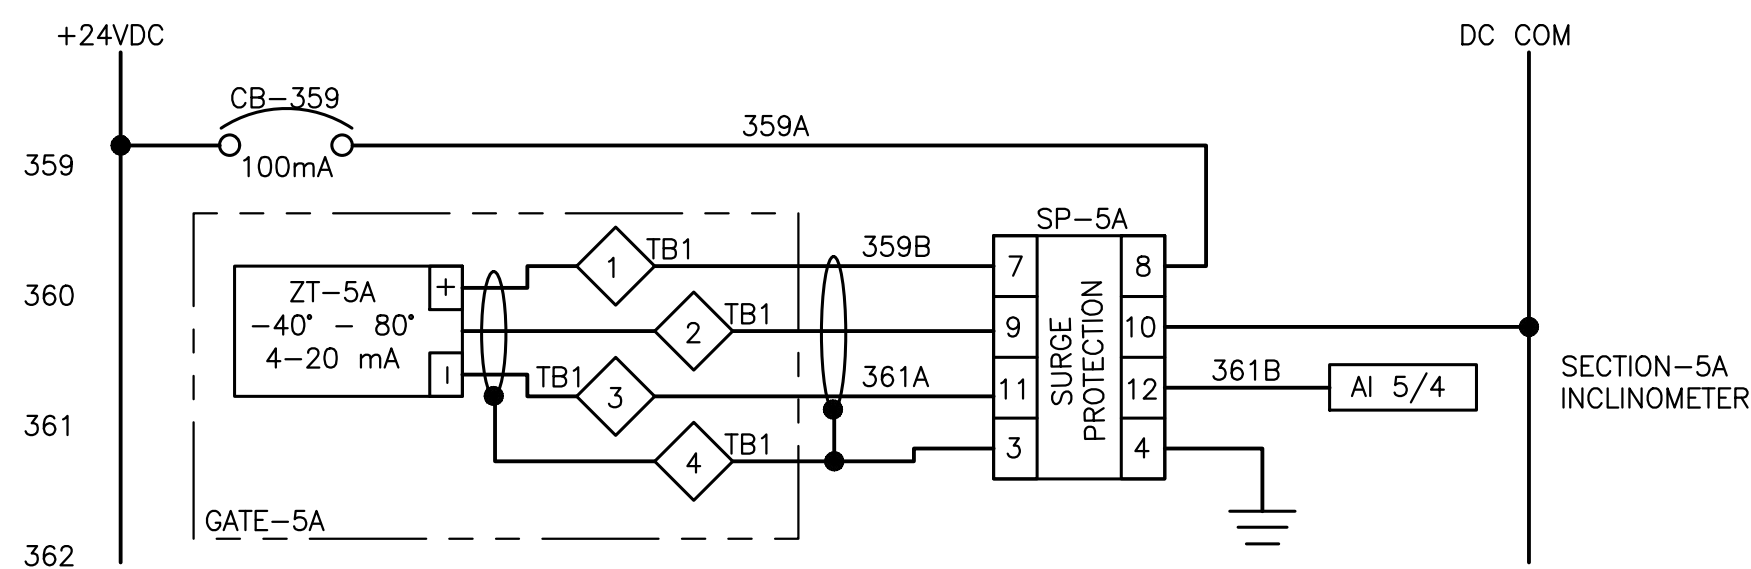 +24VDC
DC COM
CB-359
359A
359
100mA
SP-5A
TB1
359B
1
7
8
ZT-5A
+
360
-40° - 80°
TB1
2
9
10
4-20 mA
SURGE
PROTECTION
SECTION-5A
INCLINOMETER
-
TB1
361A
361B
3
11
12
AI 5/4
361
TB1
4
3
4
GATE-5A
362